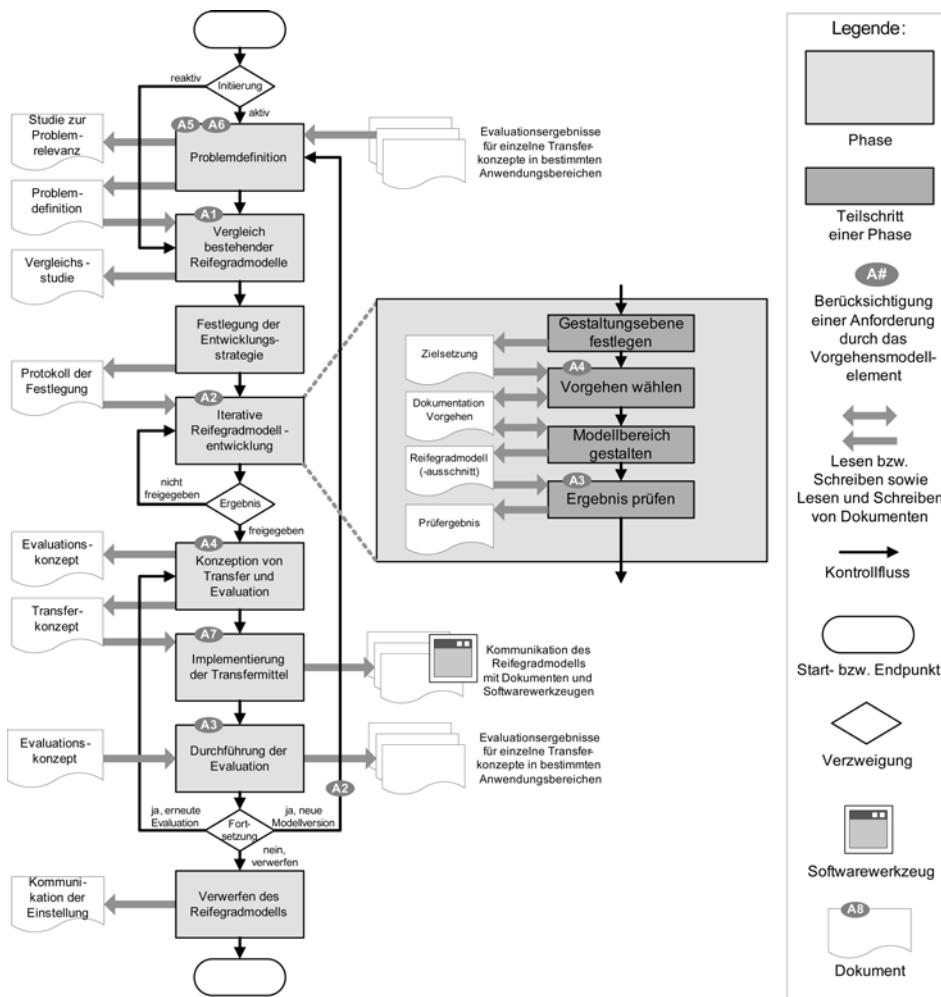 Initiierung
reaktiv
aktiv
A5
A6
Studie zur
Problem-
relevanz
Problemdefinition
Evaluationsergebnisse
für einzelne Transfer-
konzepte in bestimmten
Anwendungsbereichen
Problem-
definition
A1
Vergleich
bestehender
Reifegradmodelle
Vergleichs-
studie
Festlegung der
Entwicklungs-
strategie
Protokoll der
Festlegung
A2
Iterative
Reifegradmodell -
entwicklung
nicht
freigegeben
Ergebnis
freigegeben
Evaluations-
konzept
A4
Konzeption von
Transfer und
Evaluation
Transfer-
konzept
A7
Implementierung
der Transfermittel
Kommunikation des
Reifegradmodells
mit Dokumenten und
Softwarewerkzeugen
Evaluations-
konzept
A3
Durchführung der
Evaluation
Evaluationsergebnisse
für einzelne Transfer-
konzepte in bestimmten
Anwendungsbereichen
A2
ja, erneute
Evaluation
Fort-
setzung
ja, neue
Modellversion
nein,
verwerfen
Kommuni-
kation der
Einstellung
Verwerfen des
Reifegradmodells
Gestaltungsebene
festlegen
Zielsetzung
A4
Vorgehen wählen
Dokumentation
Vorgehen
Modellbereich
gestalten
Reifegradmodell
(-ausschnitt)
A3
Ergebnis prüfen
Prüfergebnis
Legende:
Phase
Teilschritt
einer Phase
A#
Berücksichtigung
einer Anforderung
durch das
Vorgehensmodell-
element
Lesen bzw.
Schreiben sowie
Lesen und Schreiben
von Dokumenten
Kontrollfluss
Start- bzw. Endpunkt
Verzweigung
Softwarewerkzeug
A8
Dokument